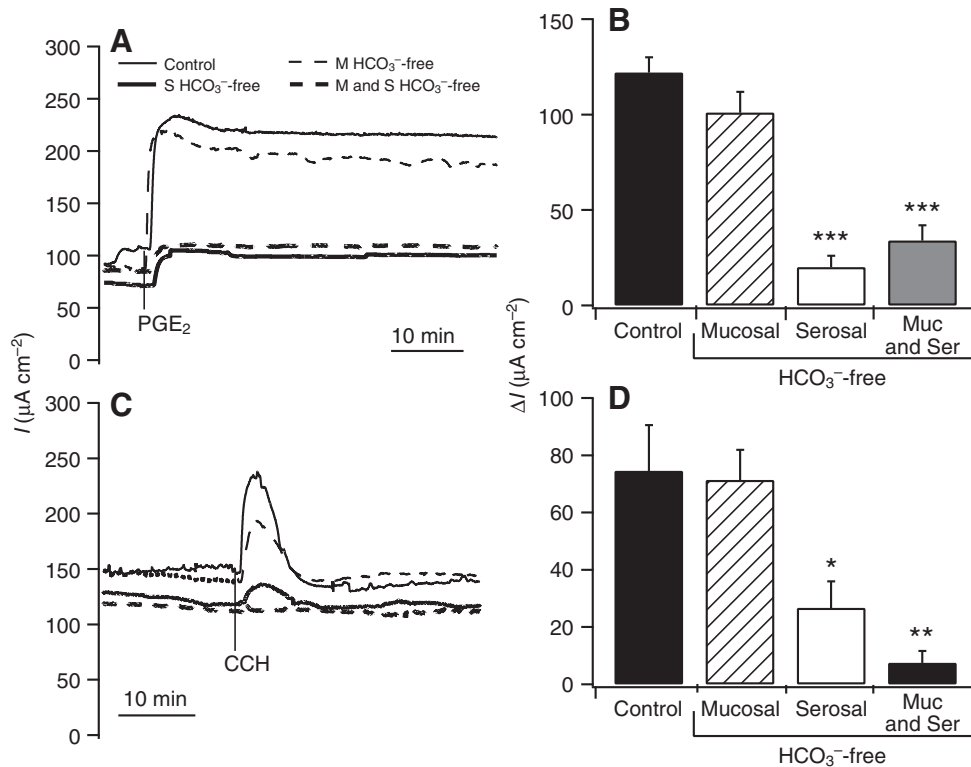 A
300
250
200
150
100
50
0
Control
S HCO₃⁻-free
M HCO₃⁻-free
M and S HCO₃⁻-free
PGE₂
10 min
I (μA cm⁻²)
B
150
100
50
0
***
***
Control
Mucosal
Serosal
Muc
and Ser
HCO₃⁻-free
ΔI (μA cm⁻²)
C
300
250
200
150
100
50
0
CCH
10 min
D
100
80
60
40
20
0
*
**
Control
Mucosal
Serosal
Muc
and Ser
HCO₃⁻-free